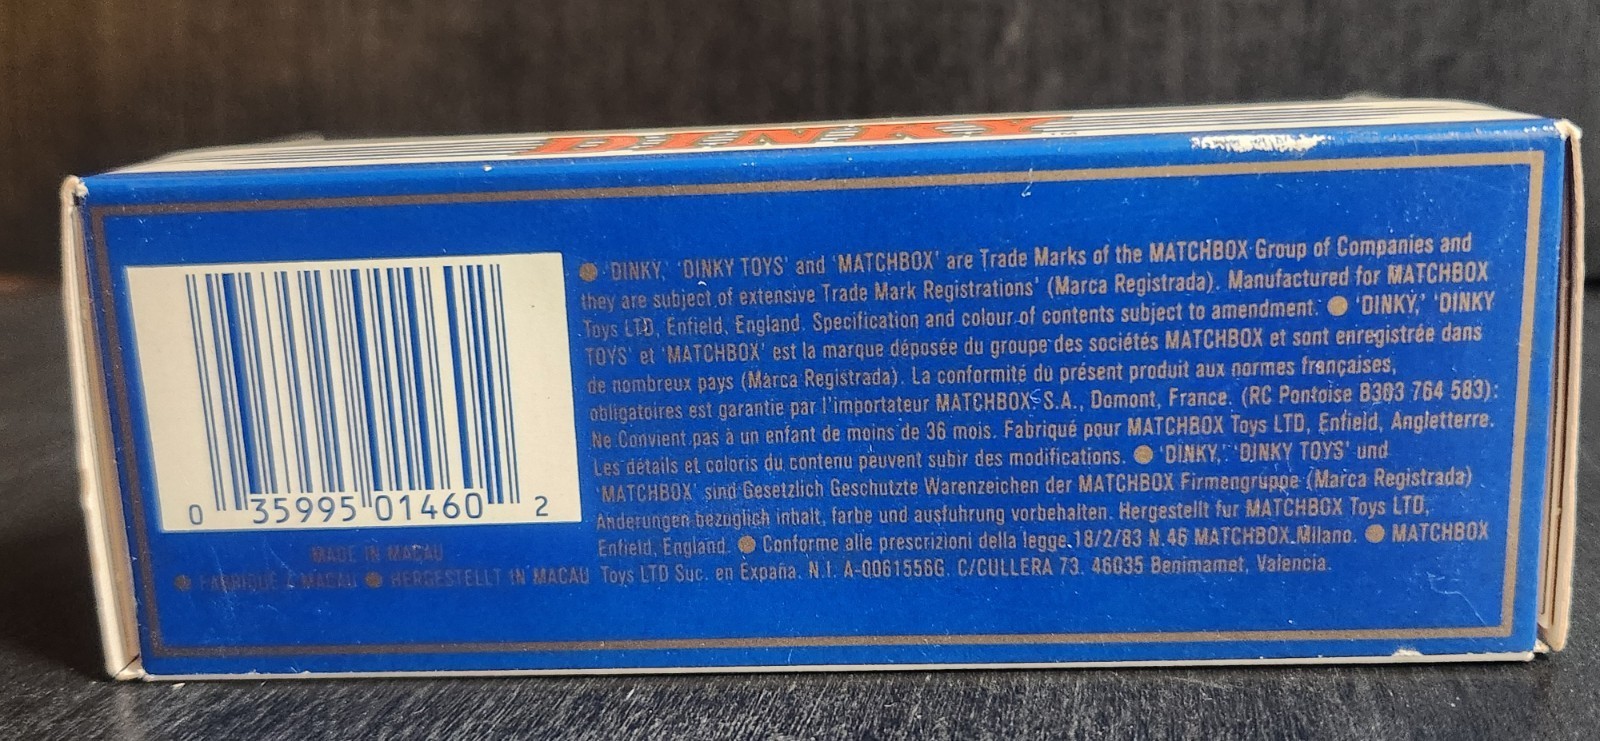 DINKY™
0 35995 01460 2
MADE IN MACAU
● FABRIQUE A MACAU ● HERGESTELLT IN MACAU
● 'DINKY,' 'DINKY TOYS' and 'MATCHBOX' are Trade Marks of the MATCHBOX Group of Companies and
they are subject of extensive Trade Mark Registrations' (Marca Registrada). Manufactured for MATCHBOX
Toys LTD, Enfield, England. Specification and colour of contents subject to amendment. ● 'DINKY,' 'DINKY
TOYS' et 'MATCHBOX' est la marque déposée du groupe des sociétés MATCHBOX et sont enregistrée dans
de nombreux pays (Marca Registrada). La conformité du présent produit aux normes françaises,
obligatoires est garantie par l'importateur MATCHBOX S.A., Domont, France. (RC Pontoise B303 764 583):
Ne Convient pas à un enfant de moins de 36 mois. Fabriqué pour MATCHBOX Toys LTD, Enfield, Angleterre.
Les détails et coloris du contenu peuvent subir des modifications. ● 'DINKY,' 'DINKY TOYS' und
'MATCHBOX' sind Gesetzlich Geschutzte Warenzeichen der MATCHBOX Firmengruppe (Marca Registrada)
Änderungen bezuglich inhalt, farbe und ausfuhrung vorbehalten. Hergestellt fur MATCHBOX Toys LTD,
Enfield, England. ● Conforme alle prescrizioni della legge 18/2/83 N.46 MATCHBOX Milano. ● MATCHBOX
Toys LTD Suc. en España. N.I. A-0061556G. C/CULLERA 73. 46035 Benimamet, Valencia.